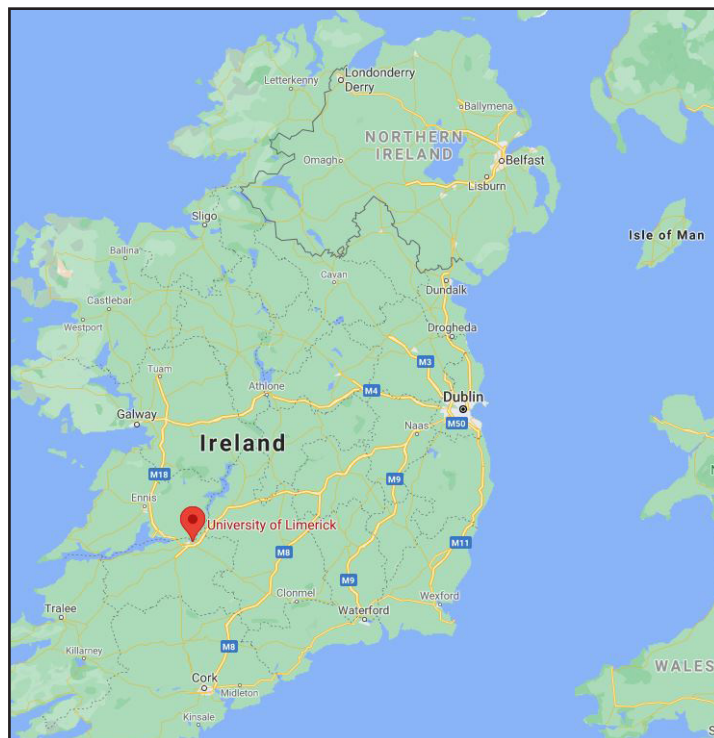 Londonderry
Derry
Letterkenny
Ballymena
NORTHERN
IRELAND
Omagh
Belfast
Lisburn
Sligo
Isle of Man
Ballina
Cavan
Dundalk
Castlebar
Westport
Drogheda
M3
Tuam
Athlone
M4
Dublin
Galway
Naas
M50
Ireland
M18
M9
Ennis
University of Limerick
M11
M8
M9
Clonmel
Wexford
Tralee
Waterford
Killarney
M8
WALES
Cork
Midleton
Kinsale